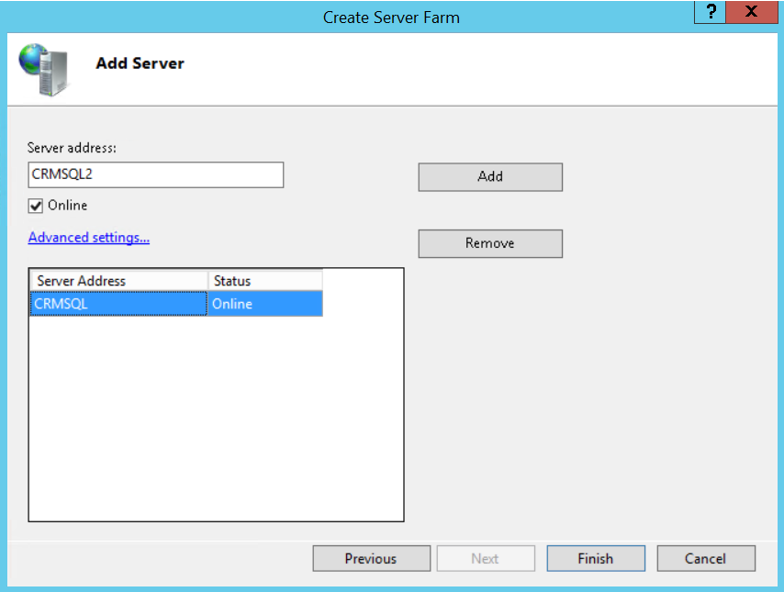 Create Server Farm
? X
Add Server
Server address:
CRMSQL2
Add
Online
Advanced settings...
Remove
Server Address Status
CRMSQL Online
Previous Next Finish Cancel